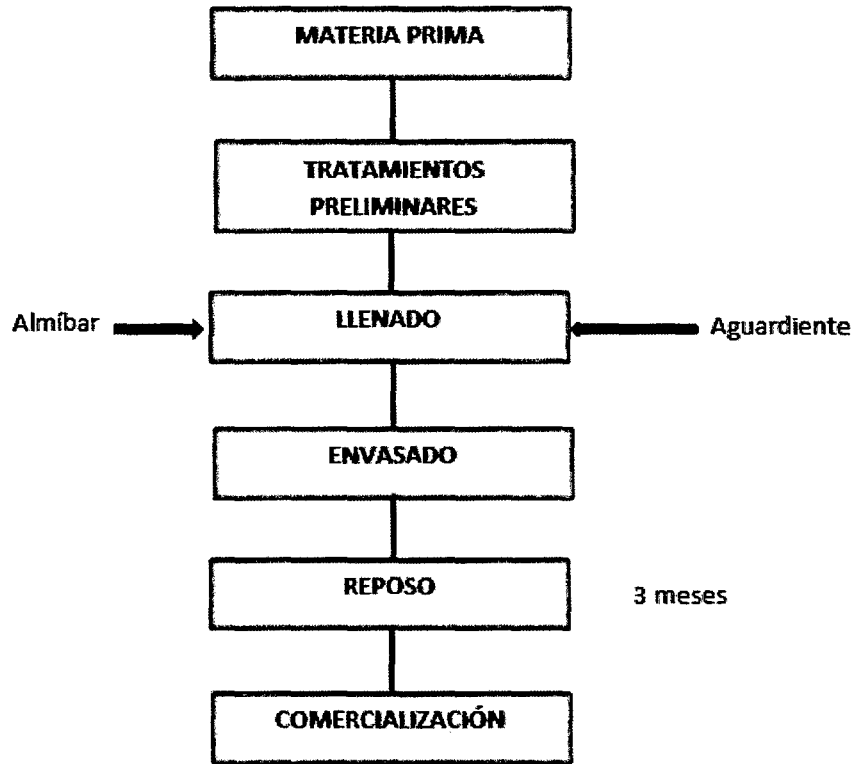 MATERIA PRIMA
TRATAMIENTOS
PRELIMINARES
Almíbar
LLENADO
Aguardiente
ENVASADO
REPOSO
3 meses
COMERCIALIZACIÓN